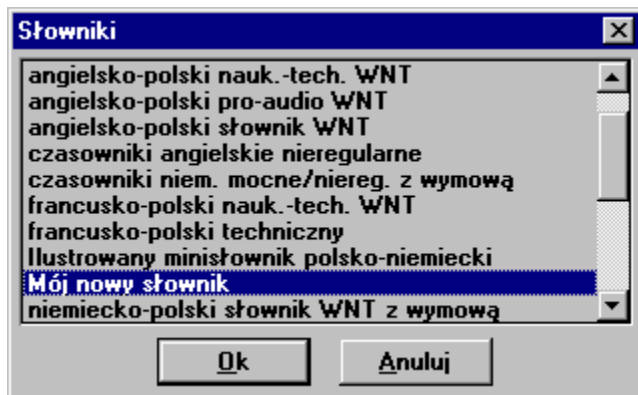 Słowniki
angielsko-polski nauk.-tech. WNT
angielsko-polski pro-audio WNT
angielsko-polski słownik WNT
czasowniki angielskie nieregularne
czasowniki niem. mocne/niereg. z wymową
francusko-polski nauk.-tech. WNT
francusko-polski techniczny
Ilustrowany minisłownik polsko-niemiecki
Mój nowy słownik
niemiecko-polski słownik WNT z wymową
Ok Anuluj